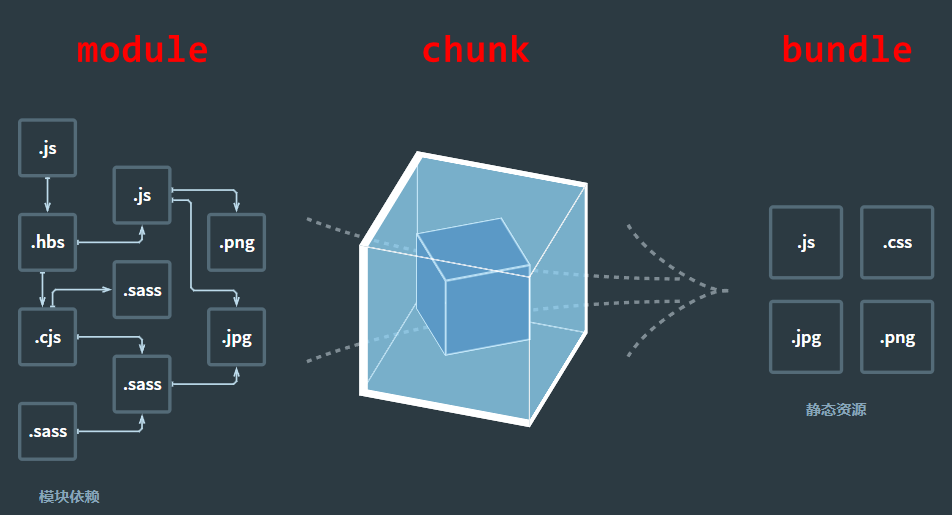 module
chunk
bundle
.js
.js
.hbs
.png
.sass
.cjs
.jpg
.sass
.sass
模块依赖
.js
.css
.jpg
.png
静态资源